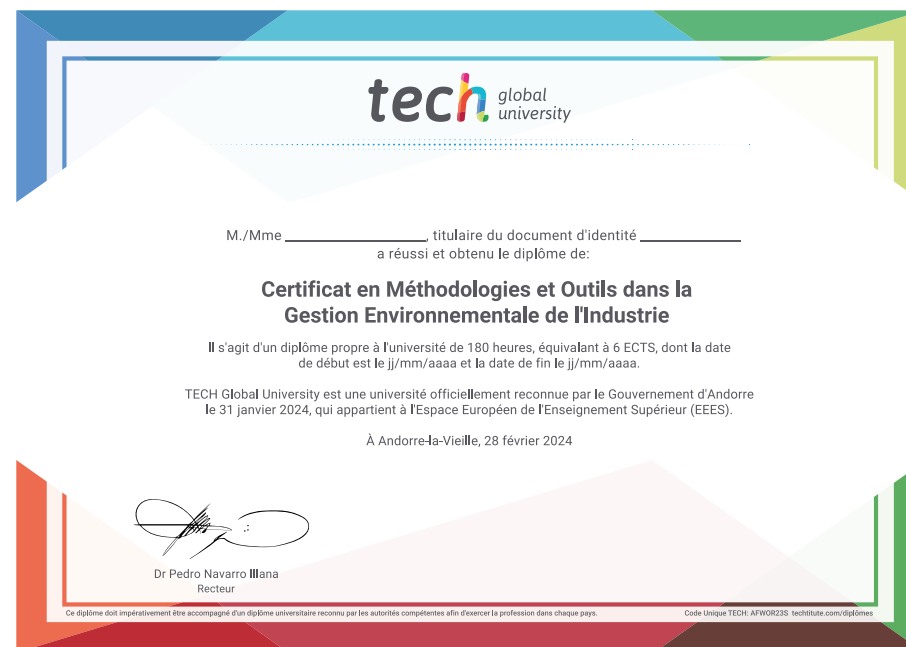 tech global
university
M./Mme ____________________, titulaire du document d'identité ______________
a réussi et obtenu le diplôme de:
Certificat en Méthodologies et Outils dans la
Gestion Environnementale de l'Industrie
Il s'agit d'un diplôme propre à l'université de 180 heures, équivalant à 6 ECTS, dont la date
de début est le jj/mm/aaaa et la date de fin le jj/mm/aaaa.
TECH Global University est une université officiellement reconnue par le Gouvernement d'Andorre
le 31 janvier 2024, qui appartient à l'Espace Européen de l'Enseignement Supérieur (EEES).
À Andorre-la-Vieille, 28 février 2024
Dr Pedro Navarro Illana
Recteur
Ce diplôme doit impérativement être accompagné d'un diplôme universitaire reconnu par les autorités compétentes afin d'exercer la profession dans chaque pays.
Code Unique TECH: AFWOR23S techtitute.com/diplômes